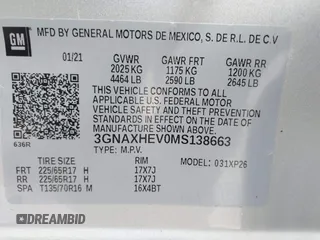 GM
MFD BY GENERAL MOTORS DE MEXICO, S. DE R.L. DE C.V
01/21 GVWR GAWR FRT GAWR RR
2025 KG 1175 KG 1200 KG
4464 LB 2590 LB 2645 LB
THIS VEHICLE CONFORMS TO ALL APPLICABLE
U.S. FEDERAL MOTOR VEHICLE
SAFETY AND THEFT PREVENTION STANDARDS
IN EFFECT ON THE DATE OF
MANUFACTURE SHOWN ABOVE.
636R
3GNAXHEV0MS138663
TYPE: M.P.V. MODEL: 031XP26
TIRE SIZE RIM
FRT 225/65R17 H 17X7J
RR 225/65R17 H 17X7J
SPA T135/70R16 M 16X4BT
DREAMBID DREAMBID.COM